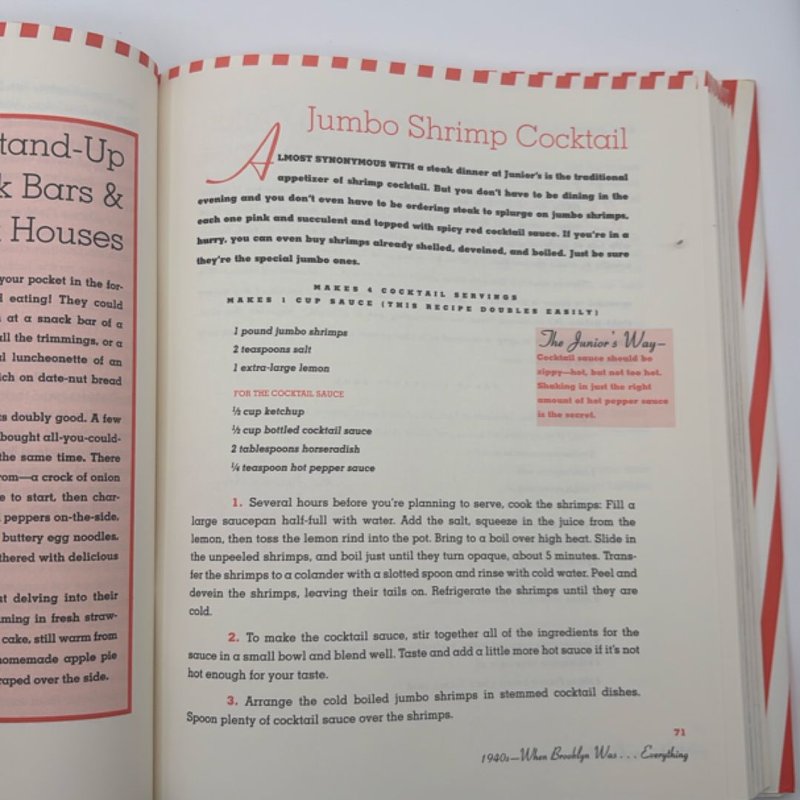 tand-Up
k Bars &
Houses
your pocket in the for-
l eating! They could
at a snack bar of a
ll the trimmings, or a
l luncheonette of an
ich on date-nut bread
s doubly good. A few
bought all-you-could-
the same time. There
rom—a crock of onion
e to start, then char-
peppers on-the-side,
buttery egg noodles.
thered with delicious
t delving into their
ming in fresh straw-
cake, still warm from
homemade apple pie
raped over the side.
Jumbo Shrimp Cocktail
ALMOST SYNONYMOUS WITH a steak dinner at Junior's is the traditional
appetizer of shrimp cocktail. But you don't have to be dining in the
evening and you don't even have to be ordering steak to splurge on jumbo shrimps,
each one pink and succulent and topped with spicy red cocktail sauce. If you're in a
hurry, you can even buy shrimps already shelled, deveined, and boiled. Just be sure
they're the special jumbo ones.
MAKES 4 COCKTAIL SERVINGS
MAKES 1 CUP SAUCE (THIS RECIPE DOUBLES EASILY)
1 pound jumbo shrimps
2 teaspoons salt
1 extra-large lemon
FOR THE COCKTAIL SAUCE
½ cup ketchup
½ cup bottled cocktail sauce
2 tablespoons horseradish
¼ teaspoon hot pepper sauce
The Junior's Way—
Cocktail sauce should be
zippy—hot, but not too hot.
Shaking in just the right
amount of hot pepper sauce
is the secret.
1. Several hours before you're planning to serve, cook the shrimps: Fill a
large saucepan half-full with water. Add the salt, squeeze in the juice from the
lemon, then toss the lemon rind into the pot. Bring to a boil over high heat. Slide in
the unpeeled shrimps, and boil just until they turn opaque, about 5 minutes. Trans-
fer the shrimps to a colander with a slotted spoon and rinse with cold water. Peel and
devein the shrimps, leaving their tails on. Refrigerate the shrimps until they are
cold.
2. To make the cocktail sauce, stir together all of the ingredients for the
sauce in a small bowl and blend well. Taste and add a little more hot sauce if it's not
hot enough for your taste.
3. Arrange the cold boiled jumbo shrimps in stemmed cocktail dishes.
Spoon plenty of cocktail sauce over the shrimps.
71
1940s—When Brooklyn Was . . . Everything